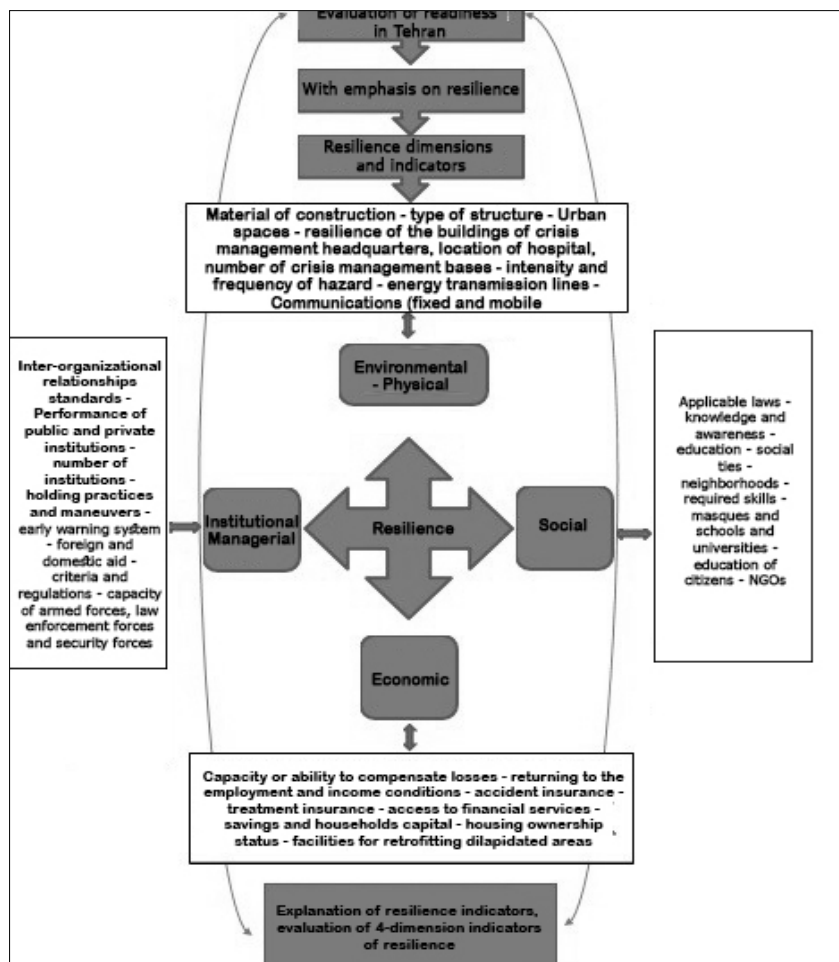 Evaluation of readiness
in Tehran
With emphasis on resilience
Resilience dimensions
and indicators
Material of construction - type of structure - Urban
spaces - resilience of the buildings of crisis
management headquarters, location of hospital,
number of crisis management bases - intensity and
frequency of hazard - energy transmission lines -
Communications (fixed and mobile
Environmental
- Physical
Inter-organizational
relationships
standards -
Performance of
public and private
institutions -
number of
institutions -
holding practices
and maneuvers -
early warning system
- foreign and
domestic aid -
criteria and
regulations - capacity
of armed forces, law
enforcement forces
and security forces
Institutional
Managerial
Resilience
Social
Applicable laws -
knowledge and
awareness -
education - social
ties -
neighborhoods -
required skills -
masques and
schools and
universities -
education of
citizens - NGOs
Economic
Capacity or ability to compensate losses - returning to the
employment and income conditions - accident insurance -
treatment insurance - access to financial services -
savings and households capital - housing ownership
status - facilities for retrofitting dilapidated areas
Explanation of resilience indicators,
evaluation of 4-dimension indicators
of resilience